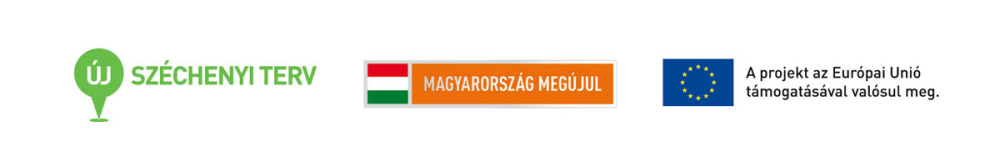 ÚJ SZÉCHENYI TERV
MAGYARORSZÁG MEGÚJUL
A projekt az Európai Unió
támogatásával valósul meg.